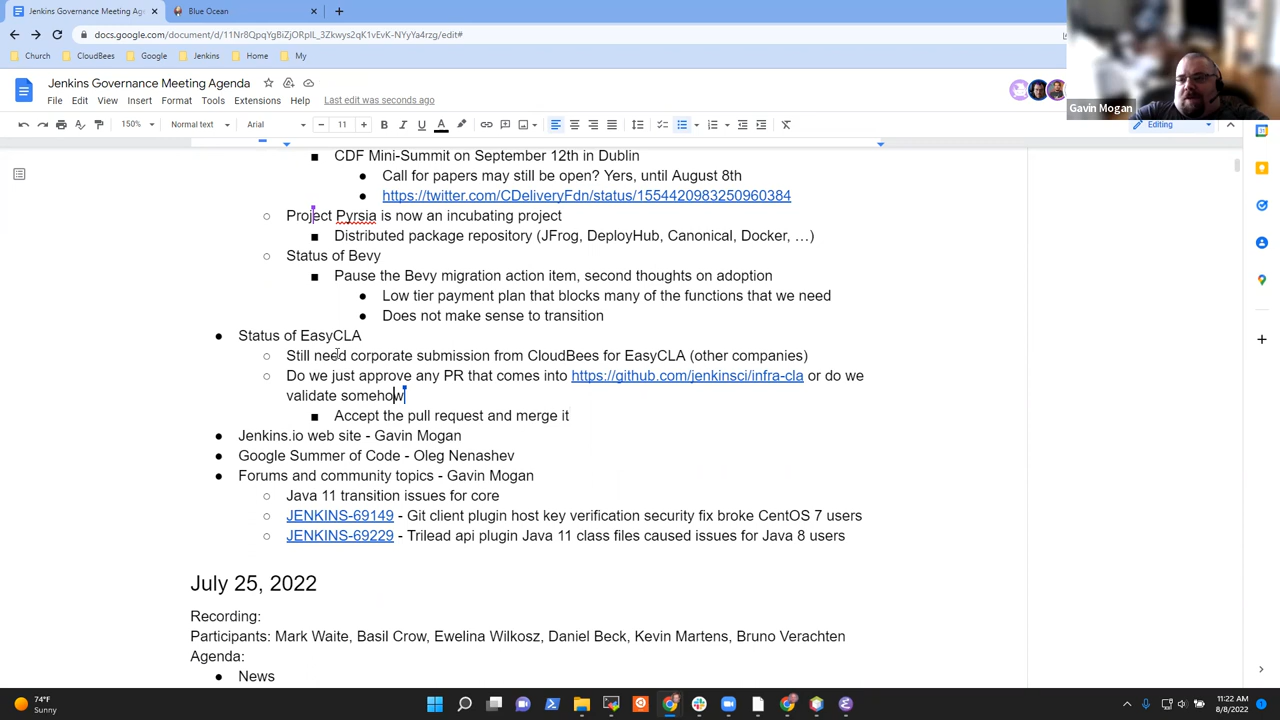 Jenkins Governance Meeting Agenda
Blue Ocean
docs.google.com/document/d/11Nr8QpqYgBiZjORpIL_3Zkwys2qK1vEvK-NYyYa4rzg/edit#
Church CloudBees Google Jenkins Home My
Gavin Mogan
Jenkins Governance Meeting Agenda
File Edit View Insert Format Tools Extensions Help Last edit was seconds ago
150% Normal text Arial 11 Editing
CDF Mini-Summit on September 12th in Dublin
Call for papers may still be open? Yers, until August 8th
https://twitter.com/CDeliveryFdn/status/1554420983250960384
Project Pyrsia is now an incubating project
Distributed package repository (JFrog, DeployHub, Canonical, Docker, …)
Status of Bevy
Pause the Bevy migration action item, second thoughts on adoption
Low tier payment plan that blocks many of the functions that we need
Does not make sense to transition
Status of EasyCLA
Still need corporate submission from CloudBees for EasyCLA (other companies)
Do we just approve any PR that comes into https://github.com/jenkinsci/infra-cla or do we
validate somehow
Accept the pull request and merge it
Jenkins.io web site - Gavin Mogan
Google Summer of Code - Oleg Nenashev
Forums and community topics - Gavin Mogan
Java 11 transition issues for core
JENKINS-69149 - Git client plugin host key verification security fix broke CentOS 7 users
JENKINS-69229 - Trilead api plugin Java 11 class files caused issues for Java 8 users
July 25, 2022
Recording:
Participants: Mark Waite, Basil Crow, Ewelina Wilkosz, Daniel Beck, Kevin Martens, Bruno Verachten
Agenda:
News
74°F
Sunny
11:22 AM
8/8/2022